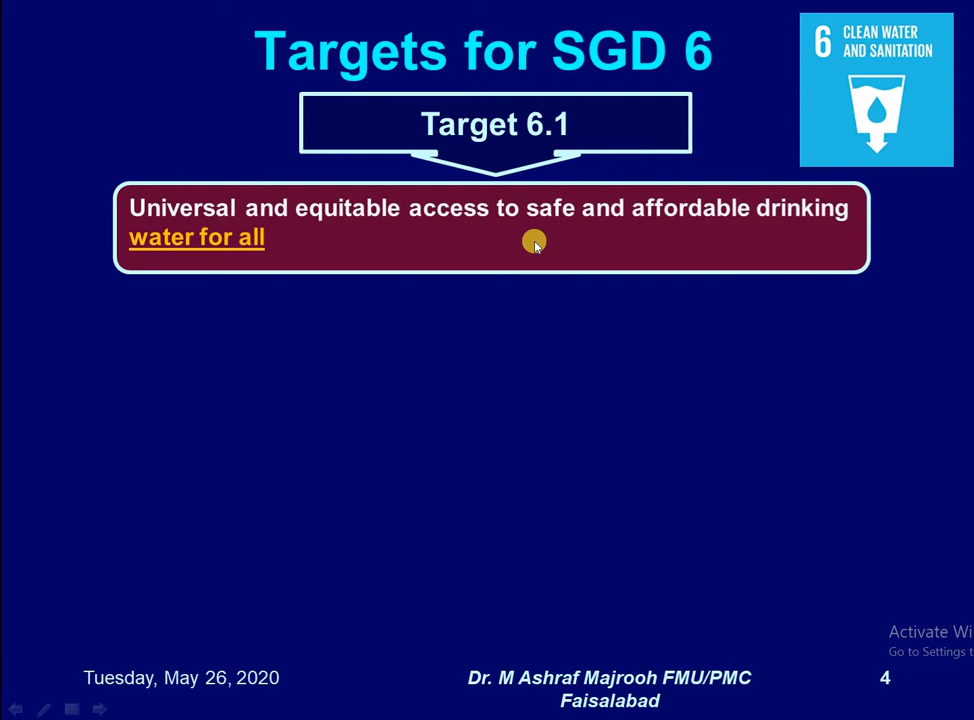 Targets for SGD 6
6 CLEAN WATER
AND SANITATION
Target 6.1
Universal and equitable access to safe and affordable drinking
water for all
Activate Wi
Go to Settings t
Tuesday, May 26, 2020
Dr. M Ashraf Majrooh FMU/PMC
Faisalabad
4